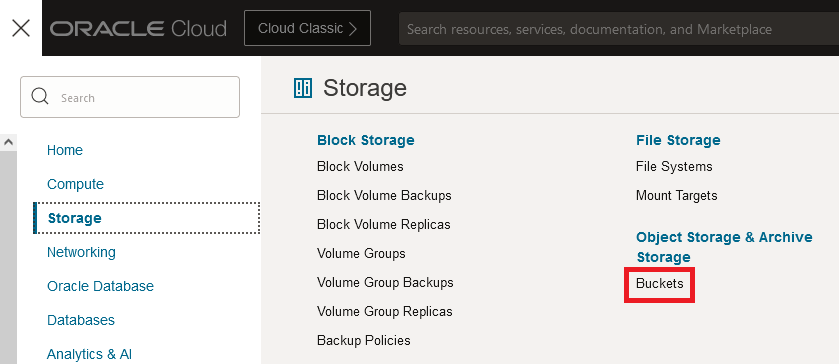 ORACLE Cloud
Cloud Classic >
Search resources, services, documentation, and Marketplace
Search
Home
Compute
Storage
Networking
Oracle Database
Databases
Analytics & AI
Storage
Block Storage
Block Volumes
Block Volume Backups
Block Volume Replicas
Volume Groups
Volume Group Backups
Volume Group Replicas
Backup Policies
File Storage
File Systems
Mount Targets
Object Storage & Archive
Storage
Buckets